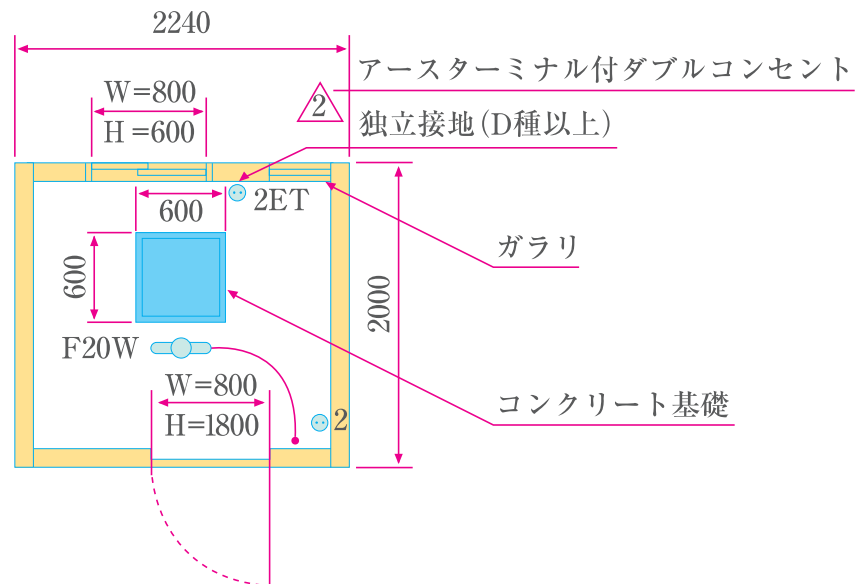 2240
アースターミナル付ダブルコンセント
W=800
H=600
2
独立接地(D種以上)
2ET
600
ガラリ
600
2000
F20W
W=800
H=1800
コンクリート基礎
2